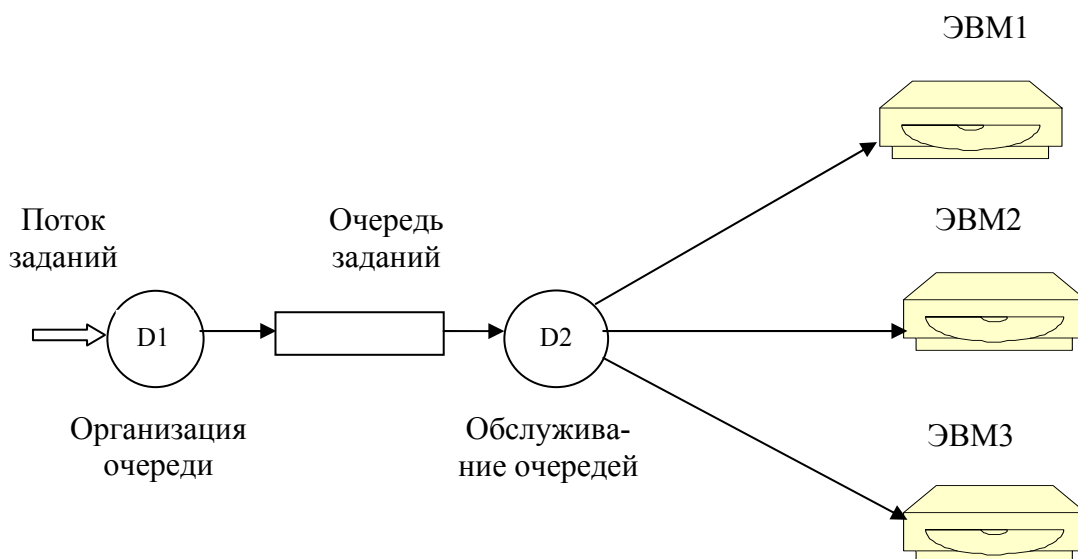 ЭВМ1
Поток
заданий
Очередь
заданий
ЭВМ2
D1
D2
Организация
очереди
Обслужива-
ние очередей
ЭВМ3